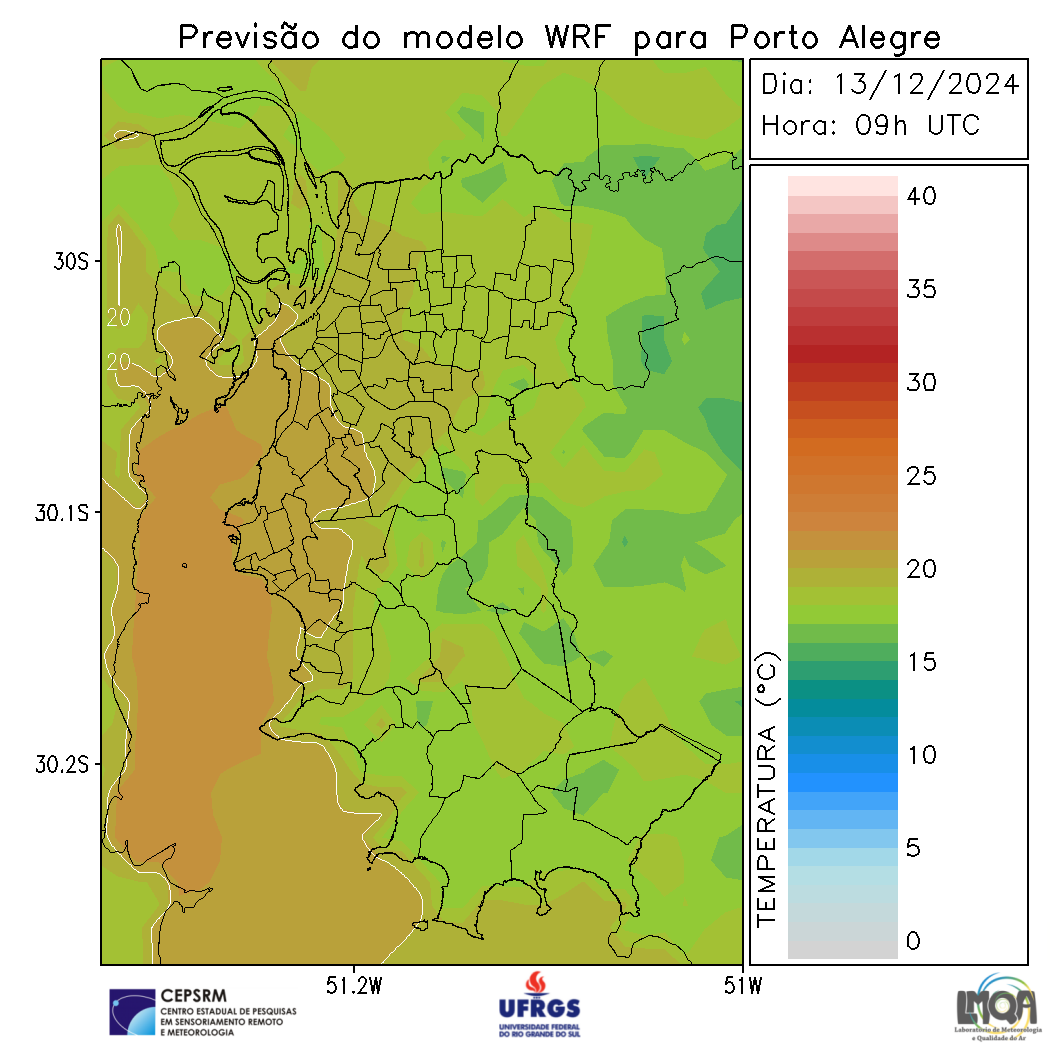 Previsão do modelo WRF para Porto Alegre
Dia: 13/12/2024
Hora: 09h UTC
40
35
30
25
20
15
10
5
0
TEMPERATURA (°C)
30S
30.1S
30.2S
20
20
51.2W
51W
CEPSRM
CENTRO ESTADUAL DE PESQUISAS
EM SENSORIAMENTO REMOTO
E METEOROLOGIA
UFRGS
UNIVERSIDADE FEDERAL
DO RIO GRANDE DO SUL
LMQA
Laboratório de Meteorologia
e Qualidade do Ar